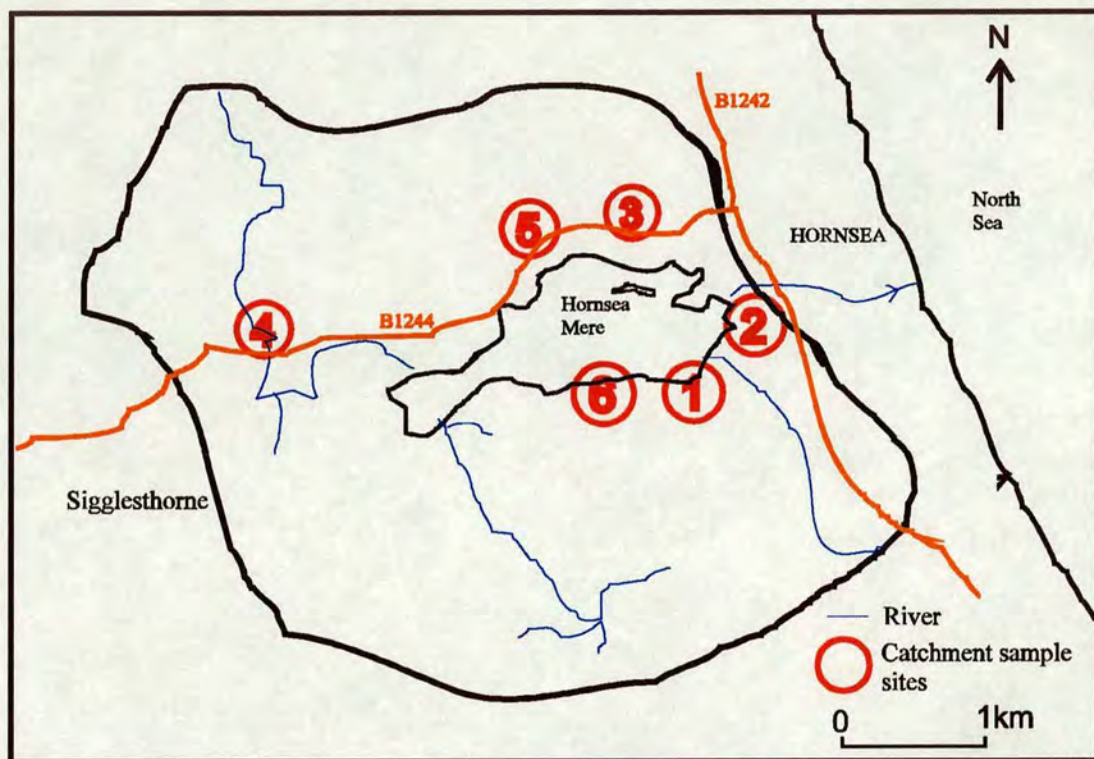 N
B1242
North
Sea
HORNSEA
5
3
Hornsea
Mere
4
B1244
2
6
1
Sigglesthorne
River
Catchment sample
sites
0
1km